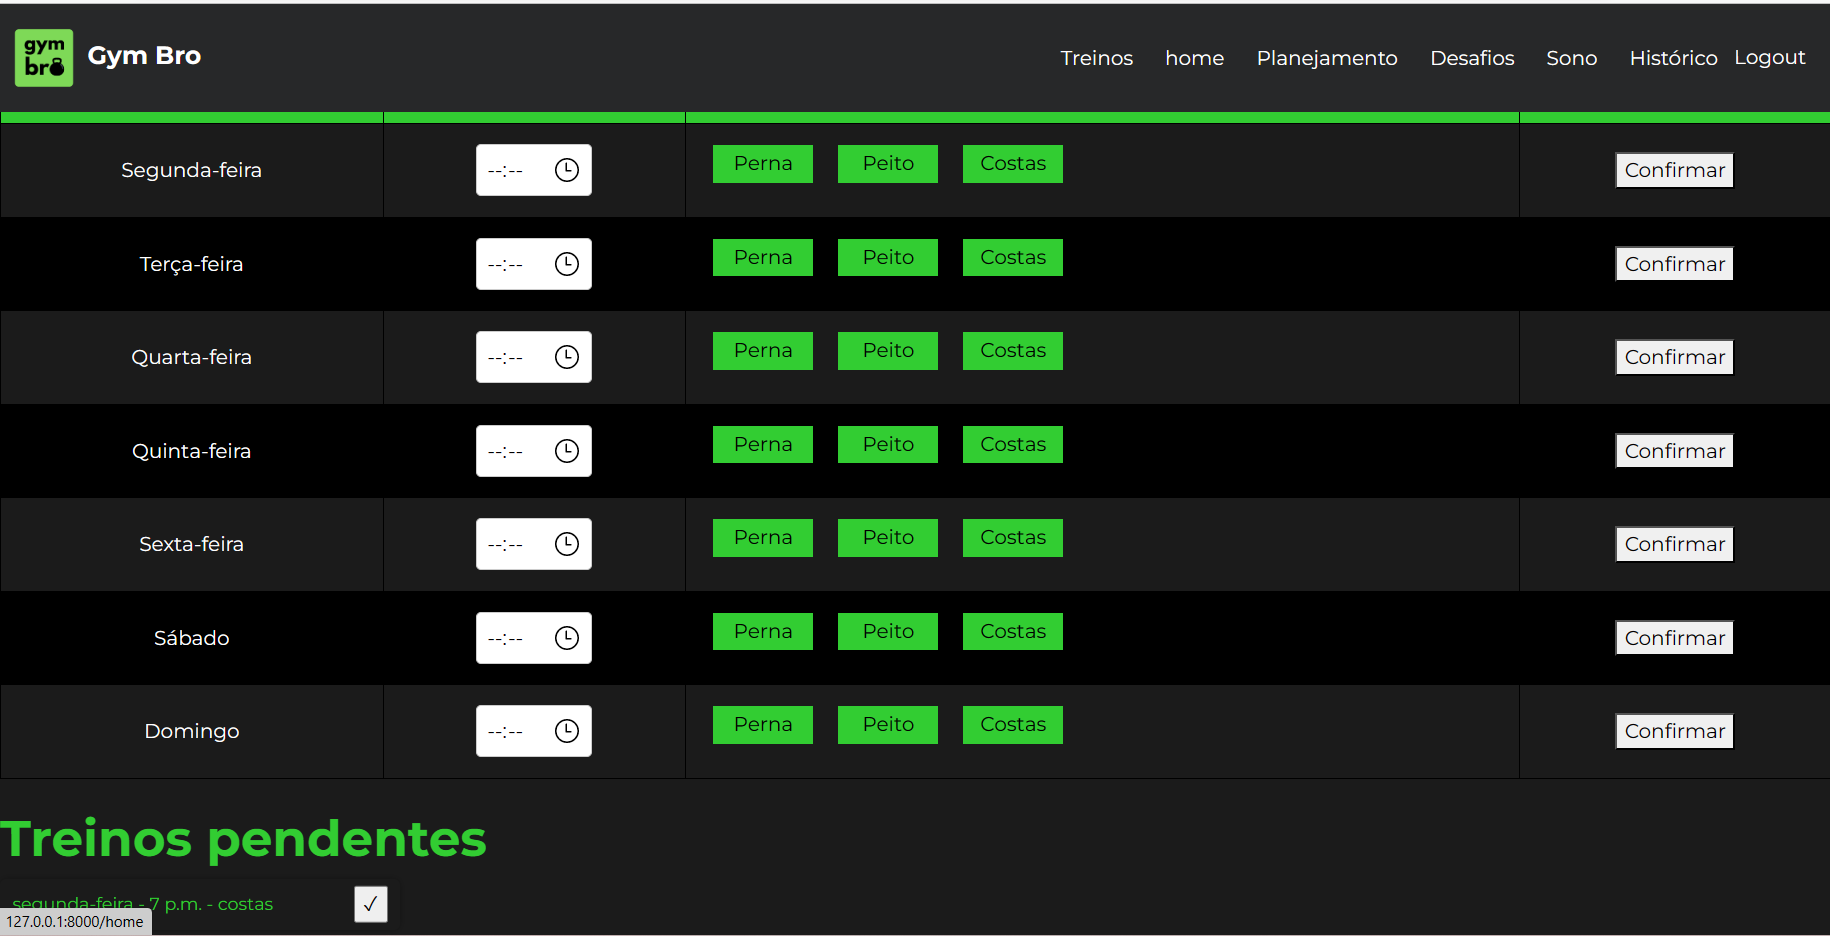 gym
bro
Gym Bro
Treinos home Planejamento Desafios Sono Histórico Logout
Segunda-feira --:-- Perna Peito Costas Confirmar
Terça-feira --:-- Perna Peito Costas Confirmar
Quarta-feira --:-- Perna Peito Costas Confirmar
Quinta-feira --:-- Perna Peito Costas Confirmar
Sexta-feira --:-- Perna Peito Costas Confirmar
Sábado --:-- Perna Peito Costas Confirmar
Domingo --:-- Perna Peito Costas Confirmar
Treinos pendentes
segunda-feira - 7 p.m. - costas ✓
127.0.0.1:8000/home